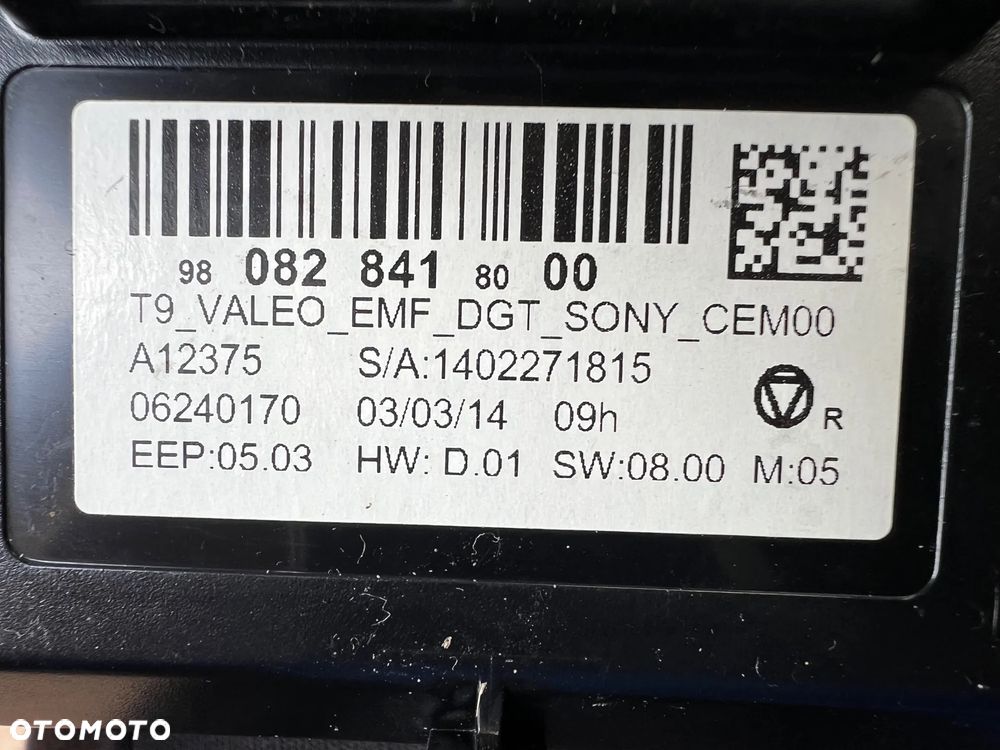 98 082 841 80 00
T9_VALEO_EMF_DGT_SONY_CEM00
A12375 S/A:1402271815
06240170 03/03/14 09h R
EEP:05.03 HW: D.01 SW:08.00 M:05
OTOMOTO